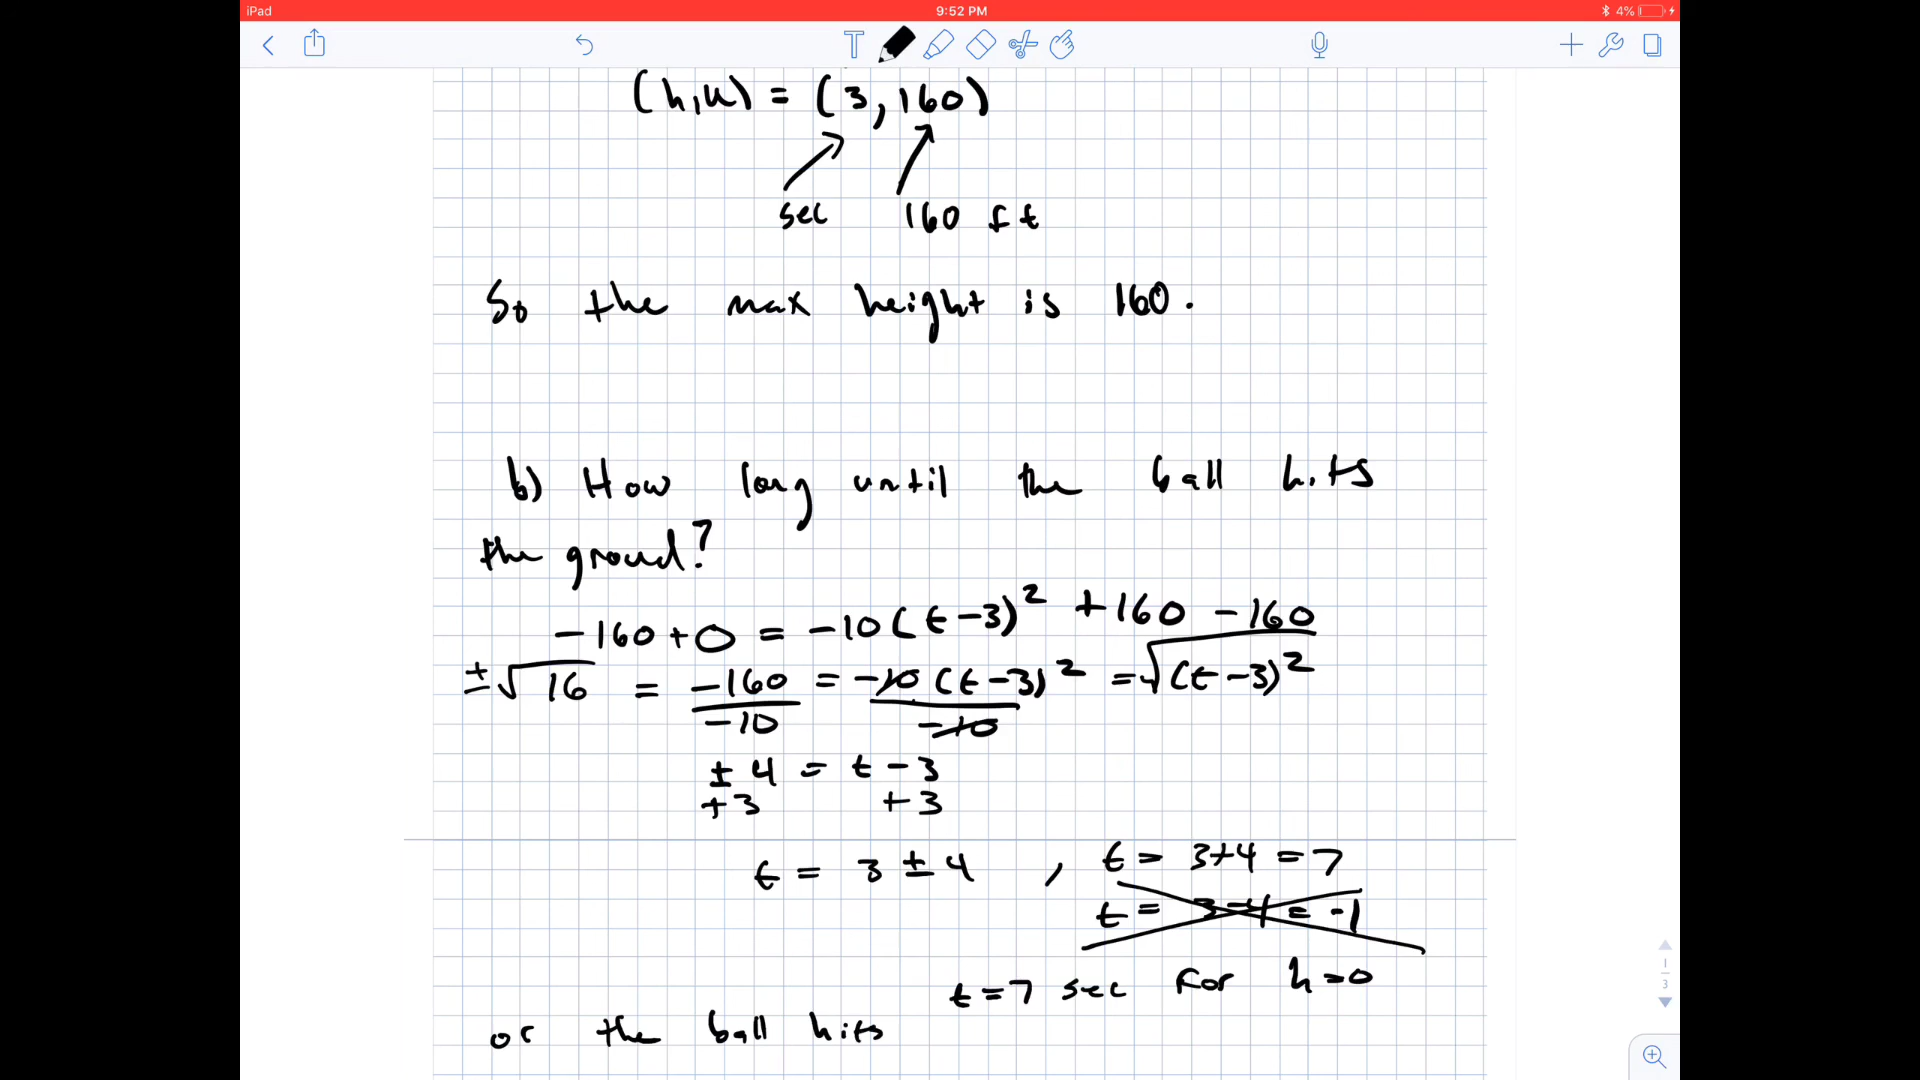 iPad 9:52 PM 4%
T
(h,k) = (3,160)
sec 160 ft
So the max height is 160.
b) How long until the ball hits
the ground?
-160+0 = -10(t-3)² +160 -160
±√16 = -160/-10 = -10(t-3)²/-10 = √(t-3)²
±4 = t-3
+3 +3
t = 3±4 , t = 3+4 = 7
t = 3-4 = -1
t=7 sec for h=0
or the ball hits
1
3